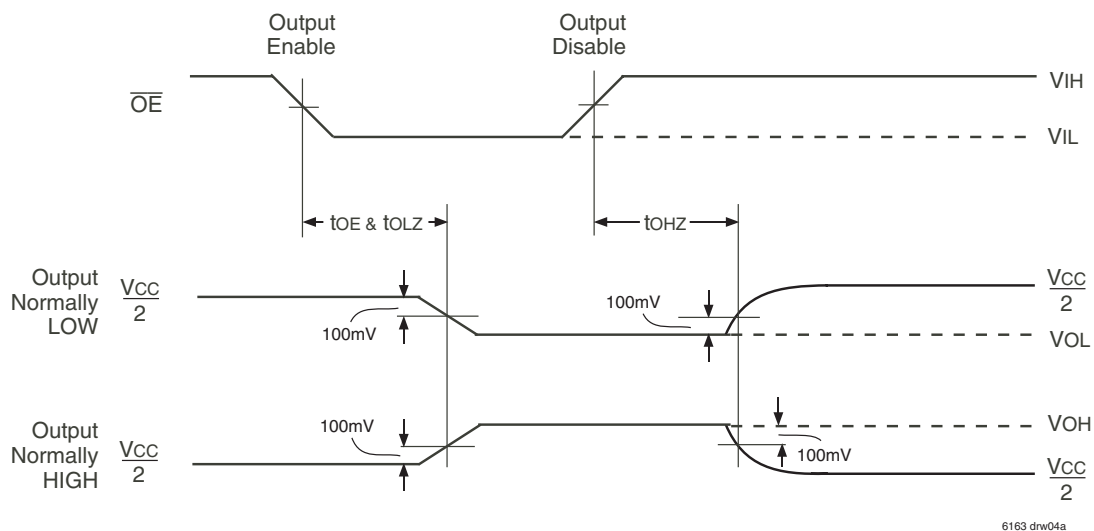 Output
Enable
Output
Disable
OE
VIH
VIL
tOE & tOLZ
tOHZ
Output
Normally
LOW
VCC
2
100mV
100mV
VCC
2
VOL
Output
Normally
HIGH
VCC
2
100mV
100mV
VOH
VCC
2
6163 drw04a